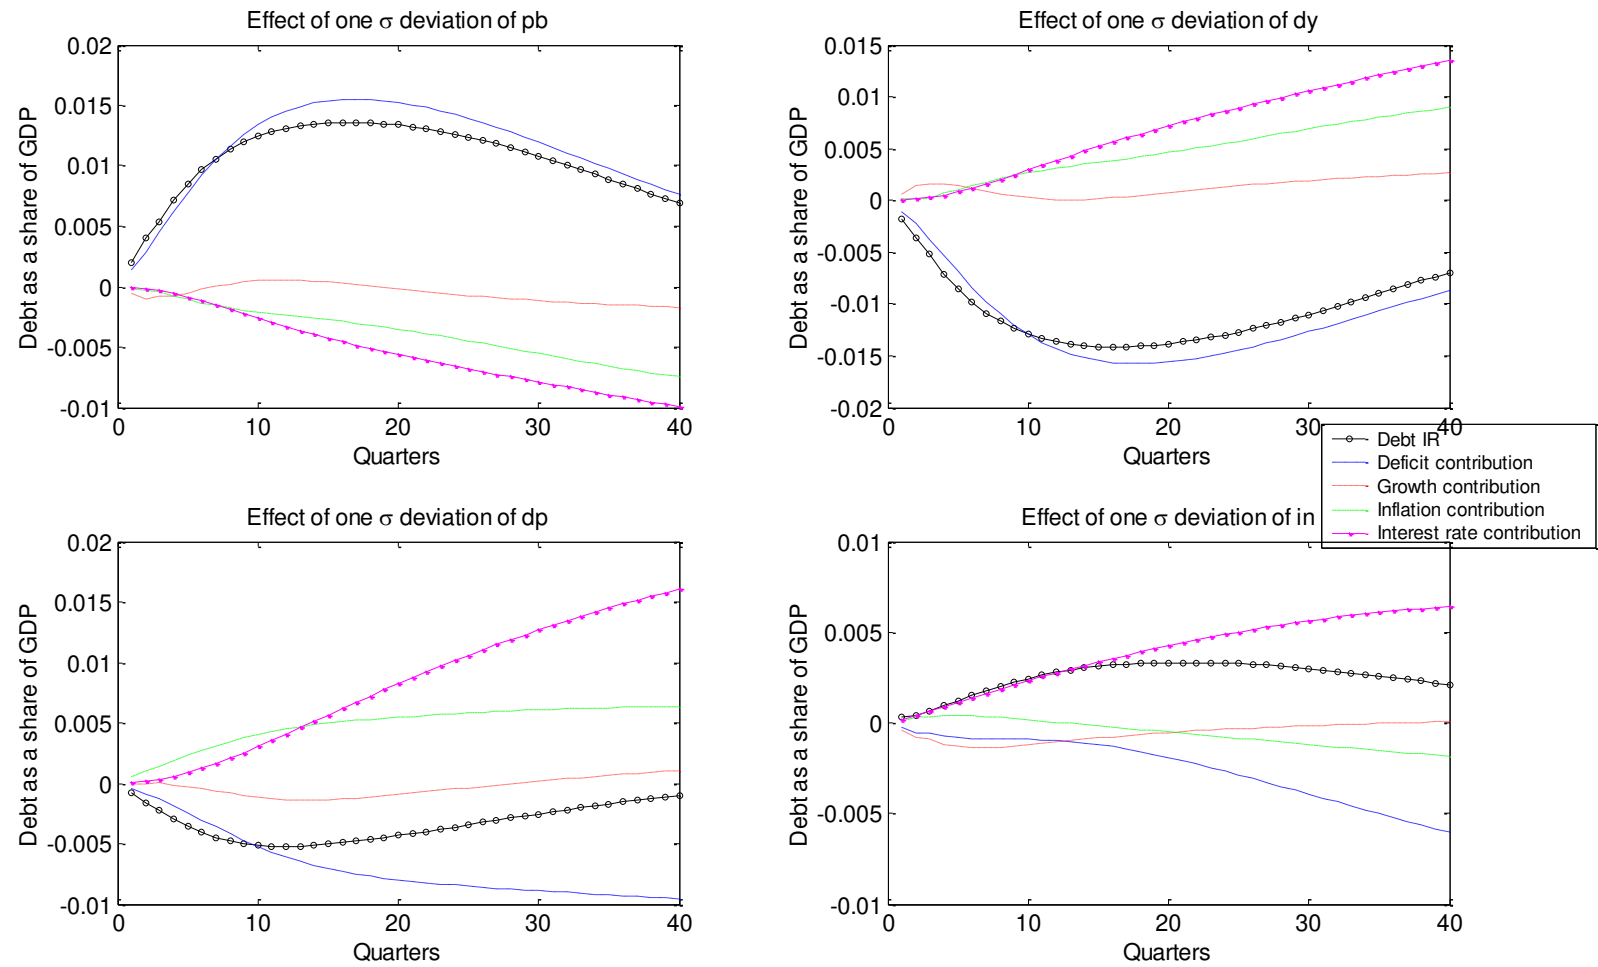 Effect of one σ deviation of pb
0.02
0.015
0.01
0.005
0
-0.005
-0.01
Debt as a share of GDP
0 10 20 30 40
Quarters
Effect of one σ deviation of dy
0.015
0.01
0.005
0
-0.005
-0.01
-0.015
-0.02
Debt as a share of GDP
0 10 20 30 40
Quarters
Debt IR
Deficit contribution
Growth contribution
Inflation contribution
Interest rate contribution
Effect of one σ deviation of dp
0.02
0.015
0.01
0.005
0
-0.005
-0.01
Debt as a share of GDP
0 10 20 30 40
Quarters
Effect of one σ deviation of in
0.01
0.005
0
-0.005
-0.01
Debt as a share of GDP
0 10 20 30 40
Quarters